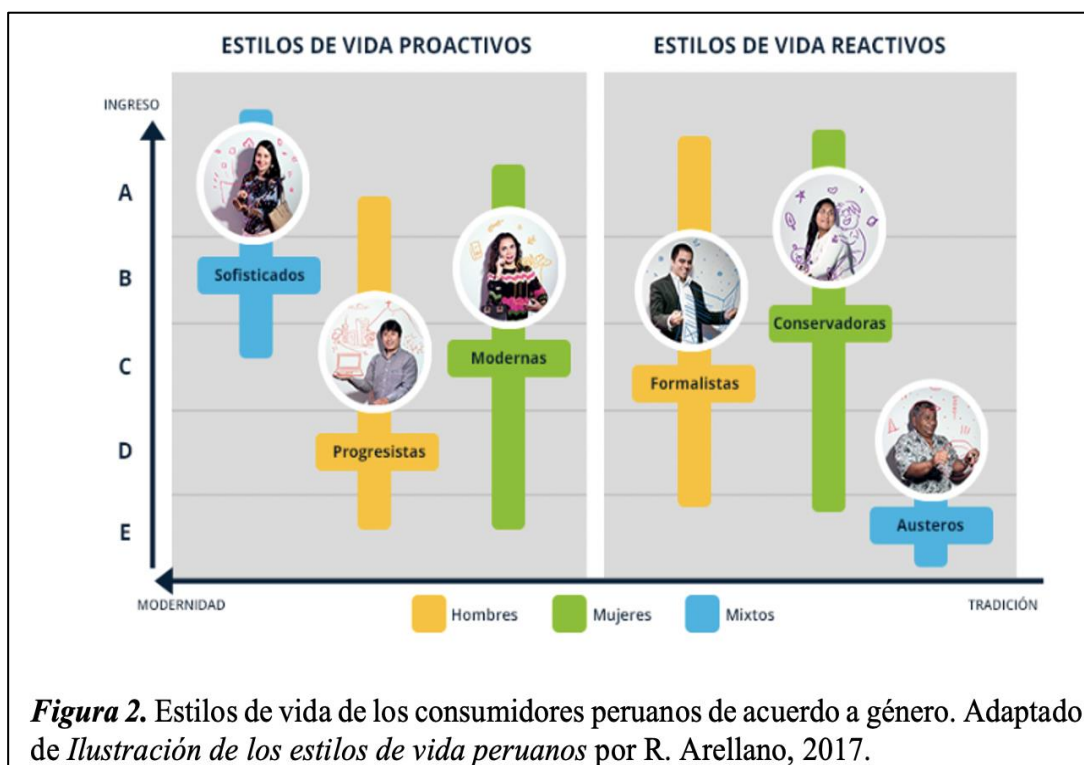 ESTILOS DE VIDA PROACTIVOS
ESTILOS DE VIDA REACTIVOS
INGRESO
A
B
C
D
E
Sofisticados
Progresistas
Modernas
Formalistas
Conservadoras
Austeros
MODERNIDAD
TRADICIÓN
Hombres
Mujeres
Mixtos
Figura 2. Estilos de vida de los consumidores peruanos de acuerdo a género. Adaptado
de Ilustración de los estilos de vida peruanos por R. Arellano, 2017.